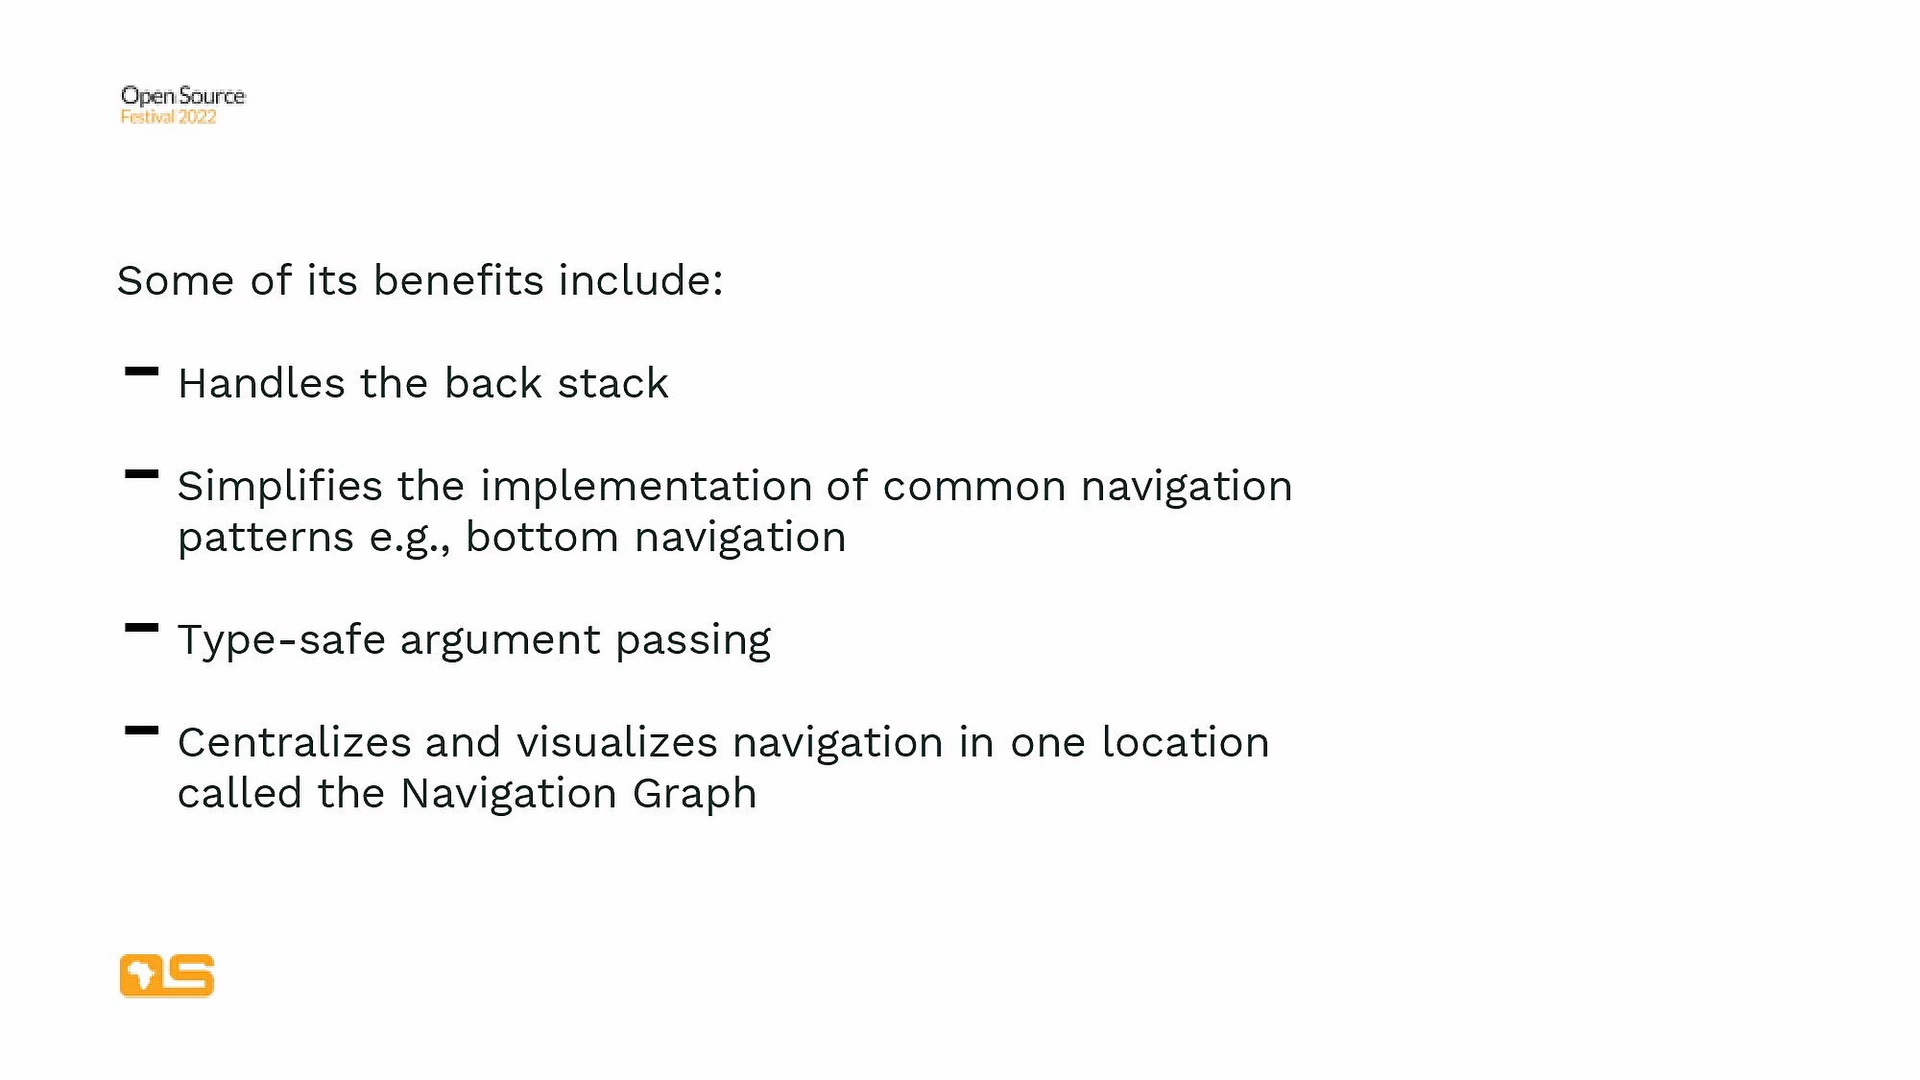 Open Source
Festival 2022
Some of its benefits include:
- Handles the back stack
- Simplifies the implementation of common navigation
patterns e.g., bottom navigation
- Type-safe argument passing
- Centralizes and visualizes navigation in one location
called the Navigation Graph
OS